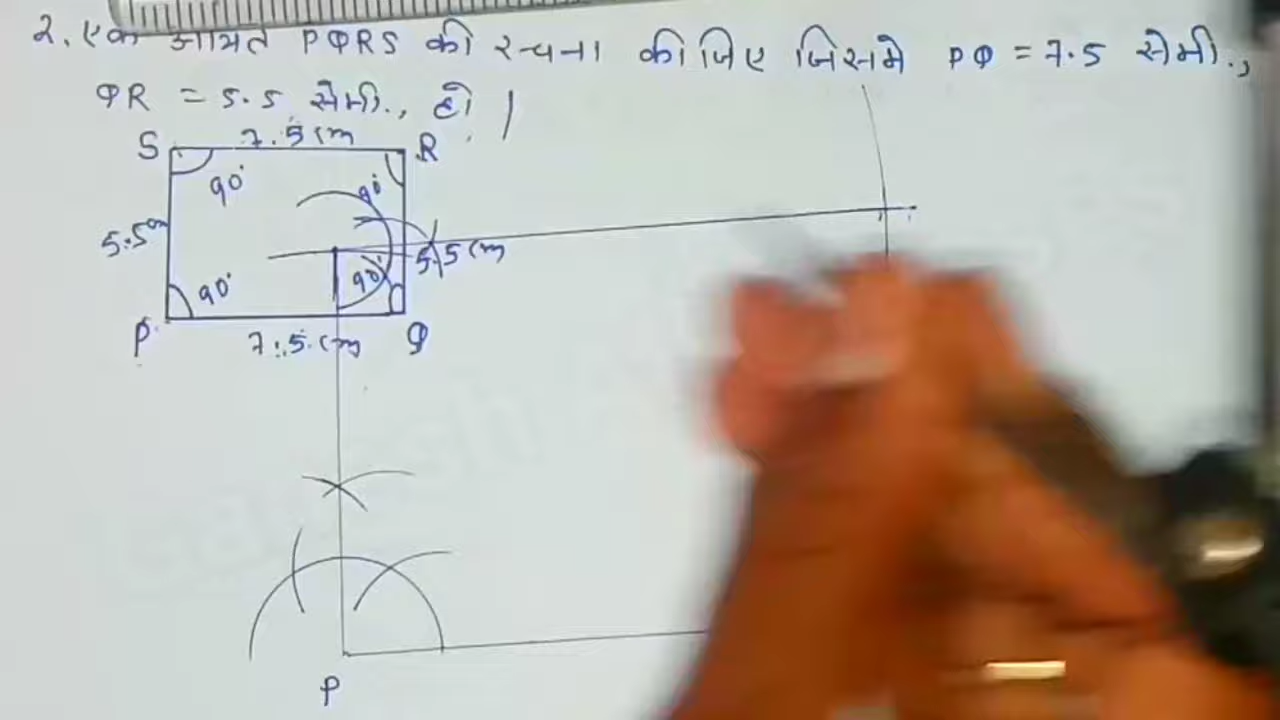 2. एक आयत PQRS की रचना कीजिए जिसमे PQ = 7.5 सेमी.,
QR = 5.5 सेमी., हो |
7.5 cm
S R
90° 90°
5.5cm 5.5 cm
90° 90°
P 7.5 cm Q
P